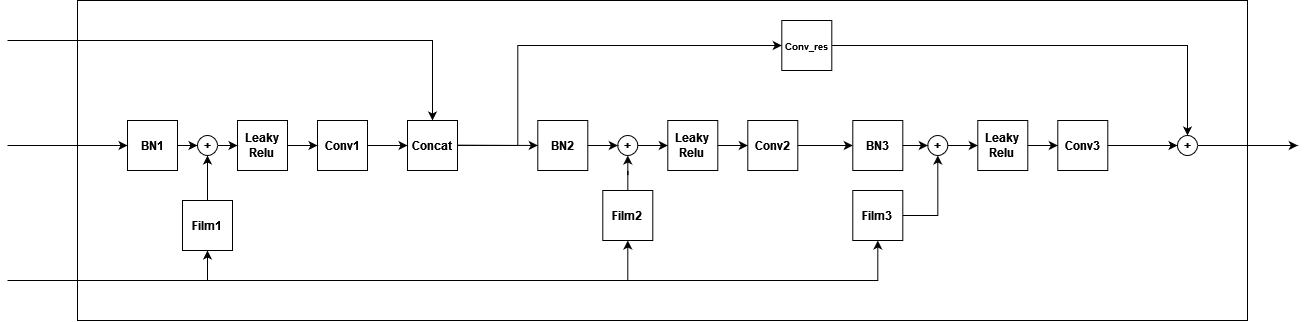 Conv_res
BN1
+
Leaky
Relu
Conv1
Concat
BN2
+
Leaky
Relu
Conv2
BN3
+
Leaky
Relu
Conv3
+
Film1
Film2
Film3